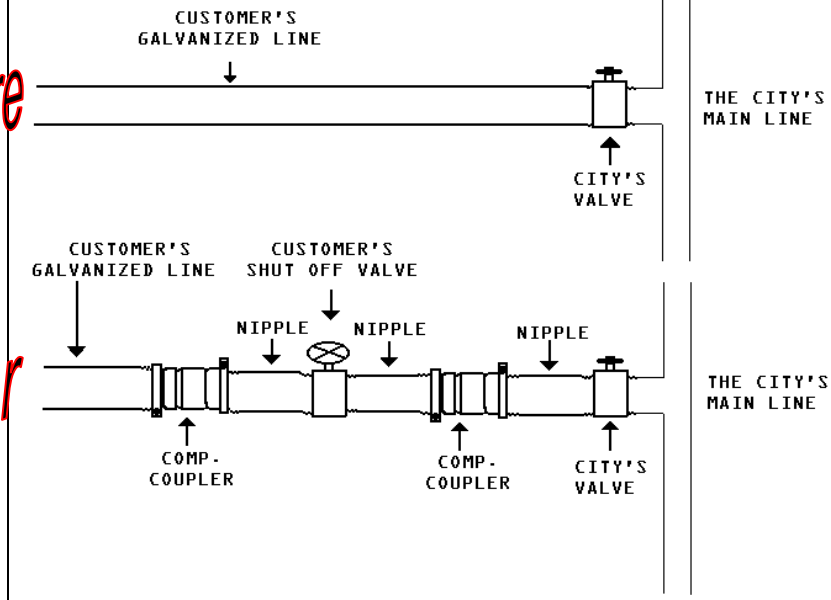 CUSTOMER'S
GALVANIZED LINE
THE CITY'S
MAIN LINE
CITY'S
VALVE
CUSTOMER'S
GALVANIZED LINE
CUSTOMER'S
SHUT OFF VALVE
NIPPLE
NIPPLE
NIPPLE
THE CITY'S
MAIN LINE
COMP-
COUPLER
COMP-
COUPLER
CITY'S
VALVE